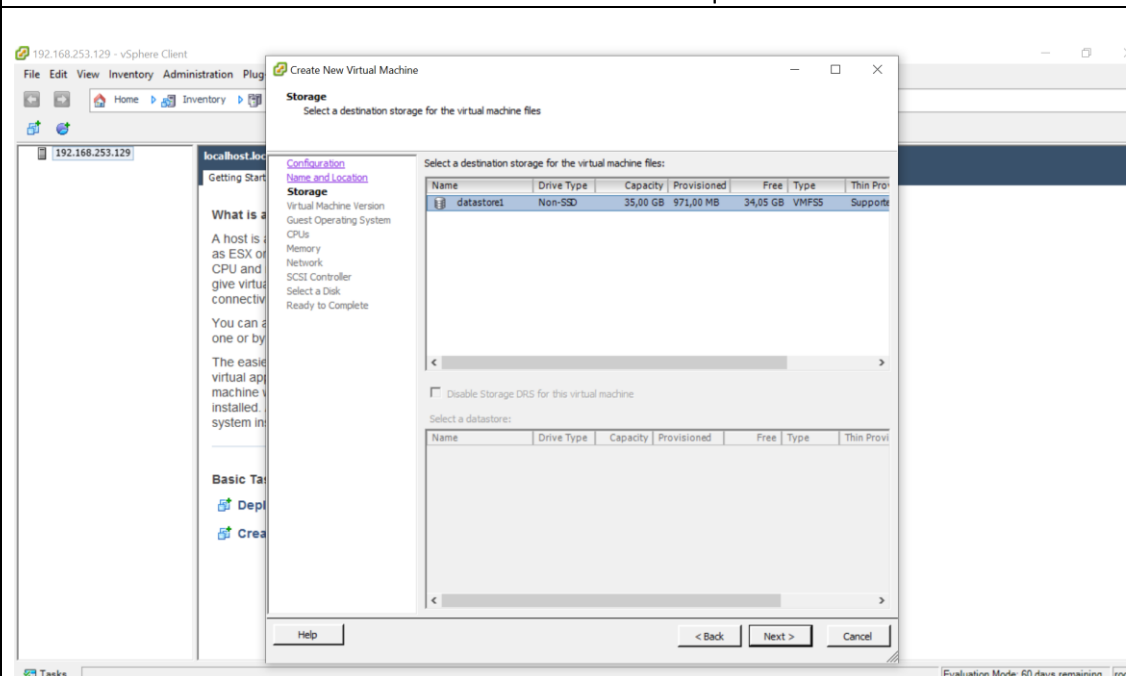 192.168.253.129 - vSphere Client
File Edit View Inventory Administration Plug
Home Inventory
192.168.253.129
localhost.loc
Getting Start
What is a
A host is a
as ESX or
CPU and
give virtua
connectiv
You can a
one or by
The easie
virtual app
machine v
installed.
system in
Basic Ta
Depl
Crea
Create New Virtual Machine
Storage
Select a destination storage for the virtual machine files
Configuration
Name and Location
Storage
Virtual Machine Version
Guest Operating System
CPUs
Memory
Network
SCSI Controller
Select a Disk
Ready to Complete
Select a destination storage for the virtual machine files:
Name Drive Type Capacity Provisioned Free Type Thin Pro
datastore1 Non-SSD 35,00 GB 971,00 MB 34,05 GB VMFS5 Supporte
Disable Storage DRS for this virtual machine
Select a datastore:
Name Drive Type Capacity Provisioned Free Type Thin Provi
Help < Back Next > Cancel
Tasks
Evaluation Mode: 60 days remaining